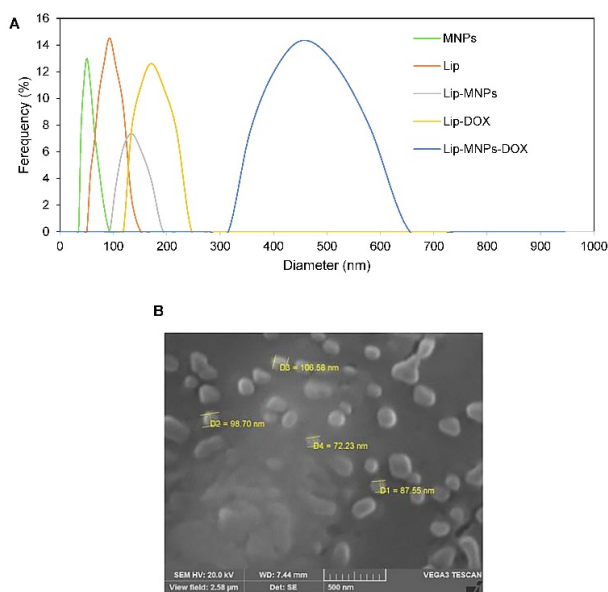 A
Ferequency (%)
16
14
12
10
8
6
4
2
0
MNPs
Lip
Lip-MNPs
Lip-DOX
Lip-MNPs-DOX
0 100 200 300 400 500 600 700 800 900 1000
Diameter (nm)
B
D3 = 106.58 nm
D2 = 98.70 nm
D4 = 72.23 nm
D1 = 87.55 nm
SEM HV: 20.0 kV WD: 7.44 mm VEGA3 TESCAN
View field: 2.58 µm Det: SE 500 nm